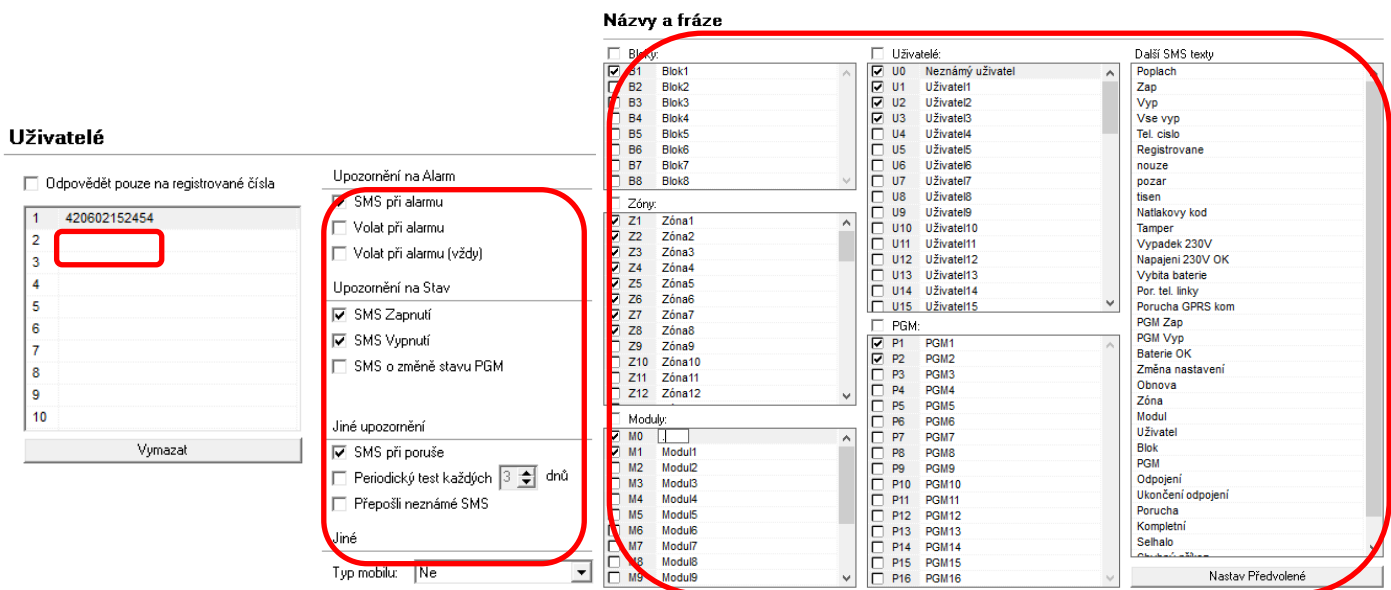 Uživatelé
Odpovědět pouze na registrované čísla
1 420602152454
2
3
4
5
6
7
8
9
10
Vymazat
Upozornění na Alarm
SMS při alarmu
Volat při alarmu
Volat při alarmu (vždy)
Upozornění na Stav
SMS Zapnutí
SMS Vypnutí
SMS o změně stavu PGM
Jiné upozornění
SMS při poruše
Periodický test každých 3 dnů
Přepošli neznámé SMS
Jiné
Typ mobilu: Ne
Názvy a fráze
Bloky:
B1 Blok1
B2 Blok2
B3 Blok3
B4 Blok4
B5 Blok5
B6 Blok6
B7 Blok7
B8 Blok8
Zóny:
Z1 Zóna1
Z2 Zóna2
Z3 Zóna3
Z4 Zóna4
Z5 Zóna5
Z6 Zóna6
Z7 Zóna7
Z8 Zóna8
Z9 Zóna9
Z10 Zóna10
Z11 Zóna11
Z12 Zóna12
Moduly:
M0 .
M1 Modul1
M2 Modul2
M3 Modul3
M4 Modul4
M5 Modul5
M6 Modul6
M7 Modul7
M8 Modul8
M9 Modul9
Uživatelé:
U0 Neznámý uživatel
U1 Uživatel1
U2 Uživatel2
U3 Uživatel3
U4 Uživatel4
U5 Uživatel5
U6 Uživatel6
U7 Uživatel7
U8 Uživatel8
U9 Uživatel9
U10 Uživatel10
U11 Uživatel11
U12 Uživatel12
U13 Uživatel13
U14 Uživatel14
U15 Uživatel15
PGM:
P1 PGM1
P2 PGM2
P3 PGM3
P4 PGM4
P5 PGM5
P6 PGM6
P7 PGM7
P8 PGM8
P9 PGM9
P10 PGM10
P11 PGM11
P12 PGM12
P13 PGM13
P14 PGM14
P15 PGM15
P16 PGM16
Další SMS texty
Poplach
Zap
Vyp
Vse vyp
Tel. cislo
Registrovane
nouze
pozar
tisen
Natlakovy kod
Tamper
Vypadek 230V
Napajeni 230V OK
Vybita baterie
Por. tel. linky
Porucha GPRS kom
PGM Zap
PGM Vyp
Baterie OK
Změna nastavení
Obnova
Zóna
Modul
Uživatel
Blok
PGM
Odpojení
Ukončení odpojení
Porucha
Kompletní
Selhalo
Nastav Předvolené